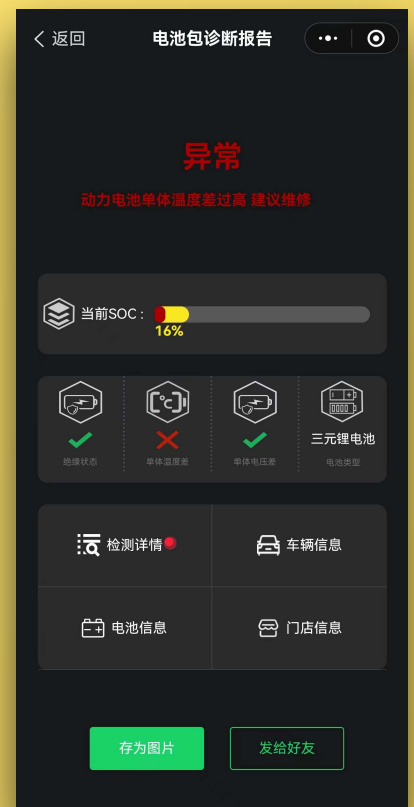 返回
电池包诊断报告
异常
动力电池单体温度差过高 建议维修
当前SOC：
16%
三元锂电池
绝缘状态
单体温度差
单体电压差
电池类型
检测详情
车辆信息
电池信息
门店信息
存为图片
发给好友